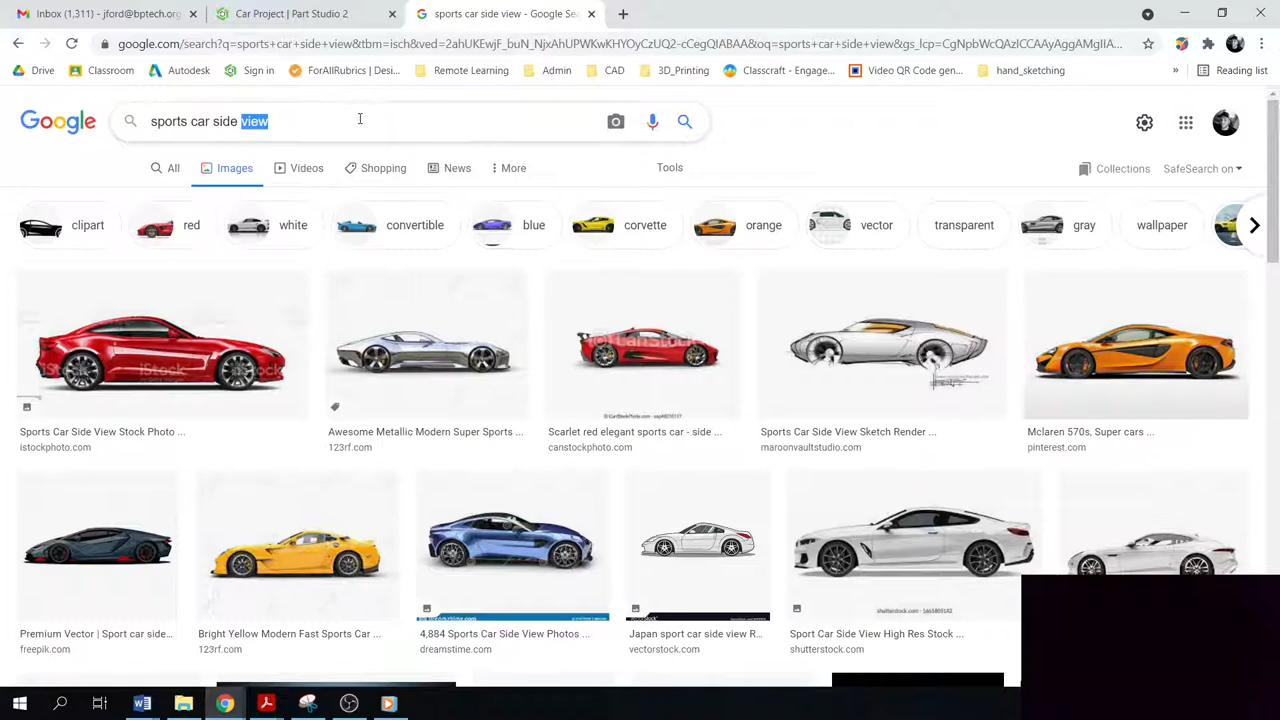 Inbox (1,311) - jford@bptech.org
Car Project | Part Studio 2
sports car side view - Google Sea
google.com/search?q=sports+car+side+view&tbm=isch&ved=2ahUKEwjF_buN_NjxAhUPWKwKHYOyCzUQ2-cCegQIABAA&oq=sports+car+side+view&gs_lcp=CgNpbWcQAzICCAAyAggAMgIIA...
Drive
Classroom
Autodesk
Sign in
ForAllRubrics | Desi...
Remote Learning
Admin
CAD
3D_Printing
Classcraft - Engage...
Video QR Code gen...
hand_sketching
»
Reading list
Google
sports car side view
All
Images
Videos
Shopping
News
More
Tools
Collections
SafeSearch on
clipart
red
white
convertible
blue
corvette
orange
vector
transparent
gray
wallpaper
Sports Car Side View Stock Photo ...
istockphoto.com
Awesome Metallic Modern Super Sports ...
123rf.com
Scarlet red elegant sports car - side ...
canstockphoto.com
Sports Car Side View Sketch Render ...
maroonvaultstudio.com
Mclaren 570s, Super cars ...
pinterest.com
Premium Vector | Sport car side...
freepik.com
Bright Yellow Modern Fast Sports Car ...
123rf.com
4,884 Sports Car Side View Photos ...
dreamstime.com
Japan sport car side view R...
vectorstock.com
Sport Car Side View High Res Stock ...
shutterstock.com